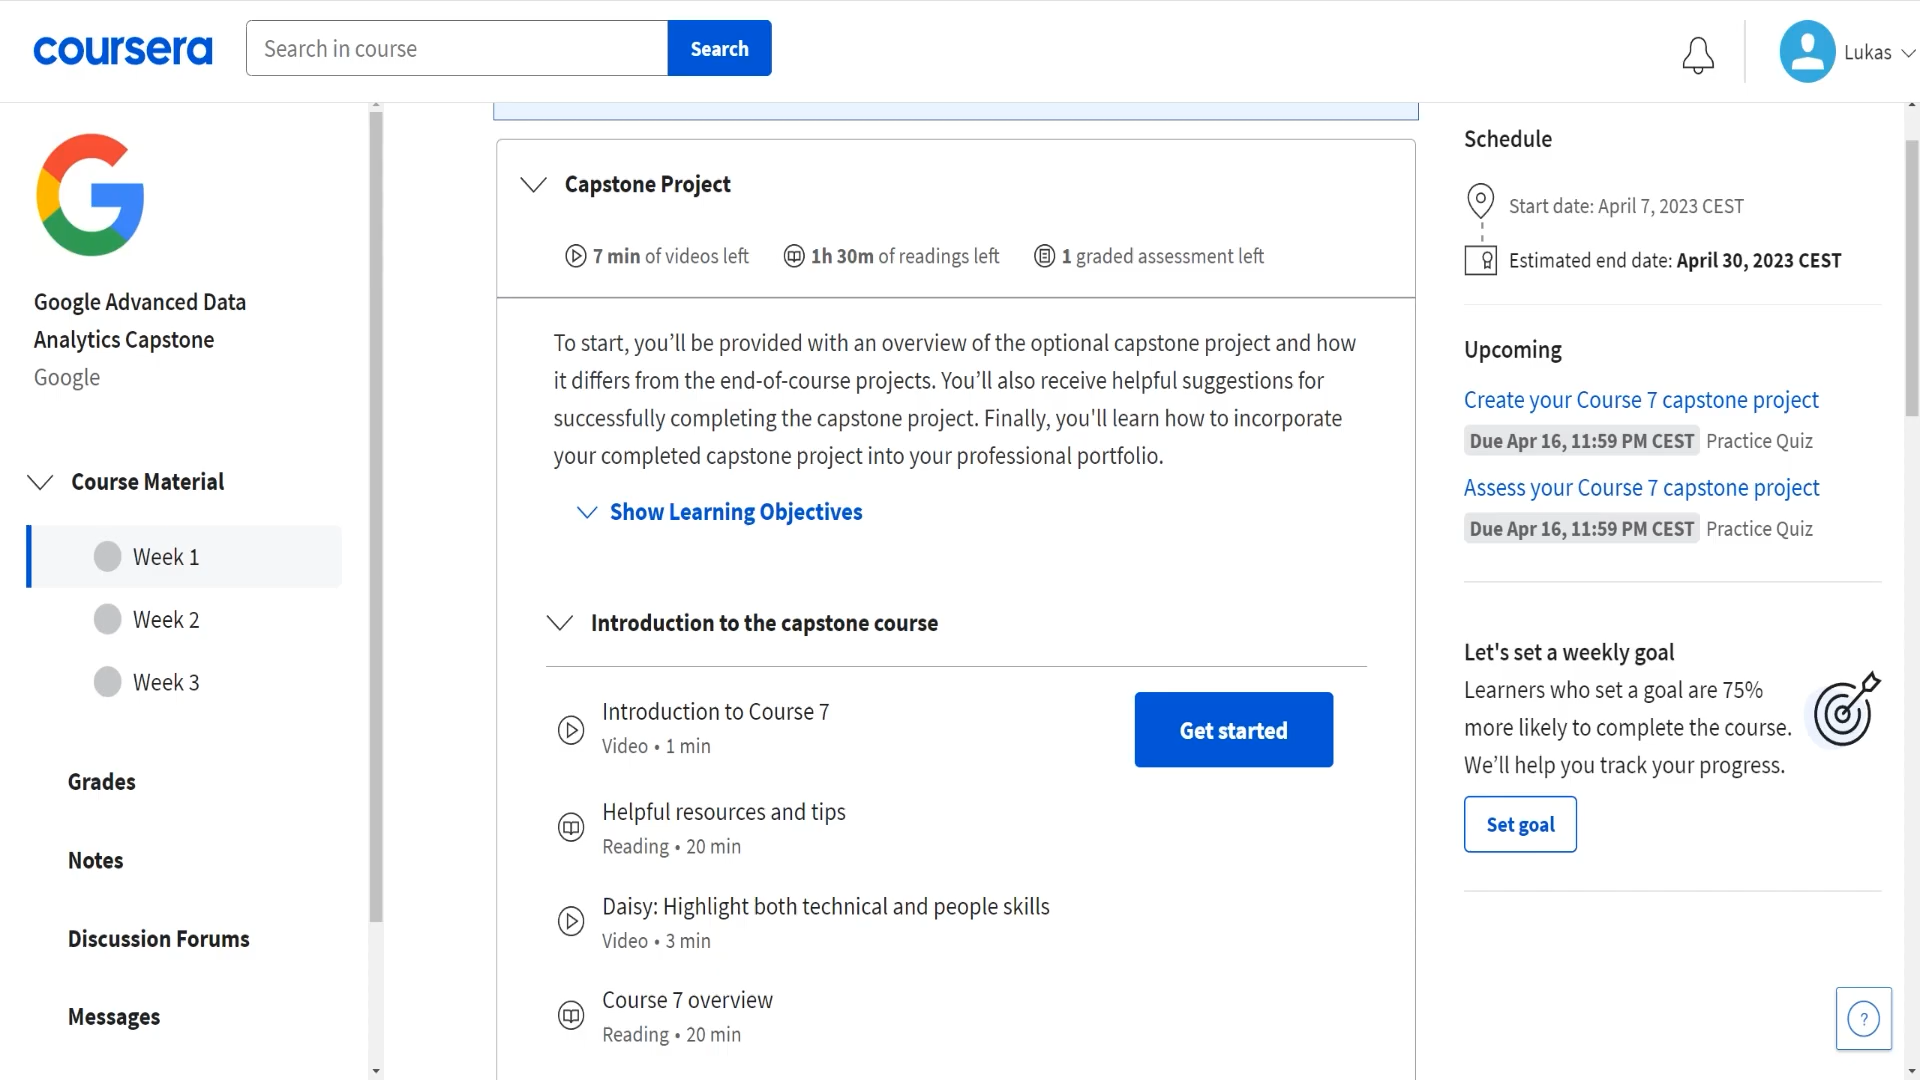 coursera
Search in course
Search
Lukas
Google Advanced Data
Analytics Capstone
Google
Course Material
Week 1
Week 2
Week 3
Grades
Notes
Discussion Forums
Messages
Capstone Project
7 min of videos left
1h 30m of readings left
1 graded assessment left
To start, you’ll be provided with an overview of the optional capstone project and how
it differs from the end-of-course projects. You’ll also receive helpful suggestions for
successfully completing the capstone project. Finally, you'll learn how to incorporate
your completed capstone project into your professional portfolio.
Show Learning Objectives
Introduction to the capstone course
Introduction to Course 7
Video • 1 min
Get started
Helpful resources and tips
Reading • 20 min
Daisy: Highlight both technical and people skills
Video • 3 min
Course 7 overview
Reading • 20 min
Schedule
Start date: April 7, 2023 CEST
Estimated end date: April 30, 2023 CEST
Upcoming
Create your Course 7 capstone project
Due Apr 16, 11:59 PM CEST Practice Quiz
Assess your Course 7 capstone project
Due Apr 16, 11:59 PM CEST Practice Quiz
Let's set a weekly goal
Learners who set a goal are 75%
more likely to complete the course.
We’ll help you track your progress.
Set goal
?